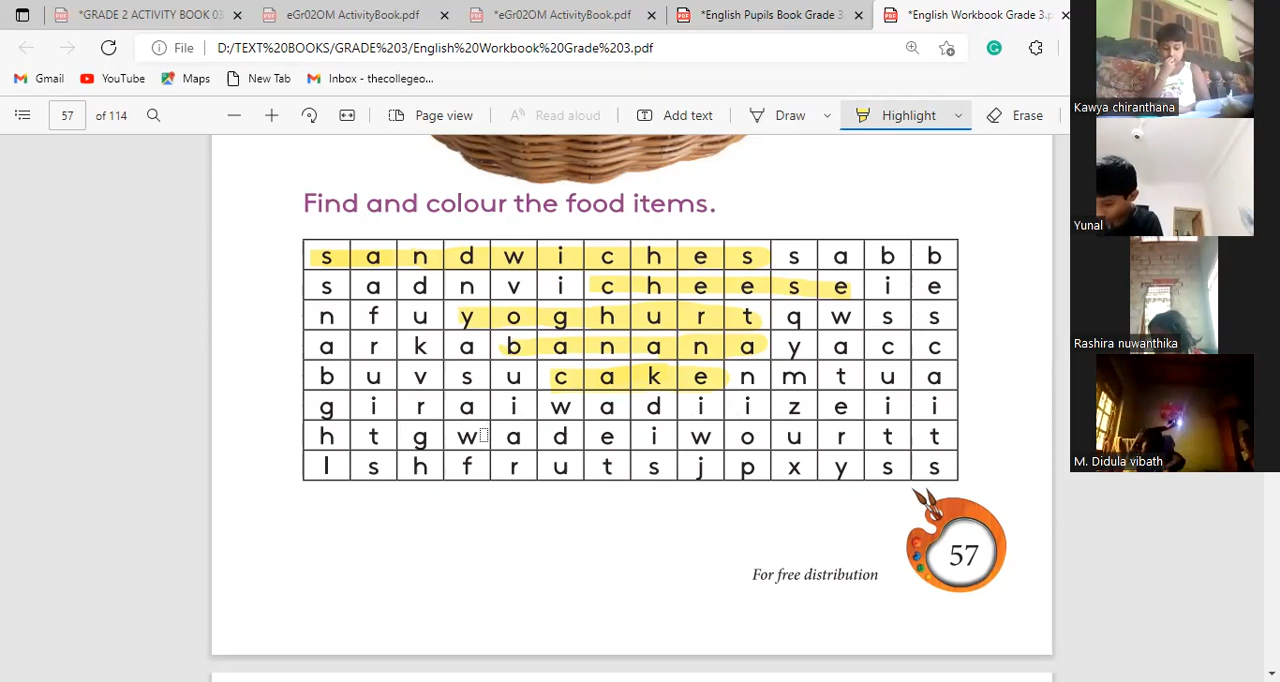 *GRADE 2 ACTIVITY BOOK 03
eGr02OM ActivityBook.pdf
*eGr02OM ActivityBook.pdf
*English Pupils Book Grade 3
*English Workbook Grade 3.p
File D:/TEXT%20BOOKS/GRADE%203/English%20Workbook%20Grade%203.pdf
Gmail YouTube Maps New Tab Inbox - thecollegeo...
57 of 114 Page view Read aloud Add text Draw Highlight Erase
Find and colour the food items.
s a n d w i c h e s s a b b
s a d n v i c h e e s e i e
n f u y o g h u r t q w s s
a r k a b a n a n a y a c c
b u v s u c a k e n m t u a
g i r a i w a d i i z e i i
h t g w a d e i w o u r t t
l s h f r u t s j p x y s s
57
For free distribution
Kawya chiranthana
Yunal
Rashira nuwanthika
M. Didula vibath